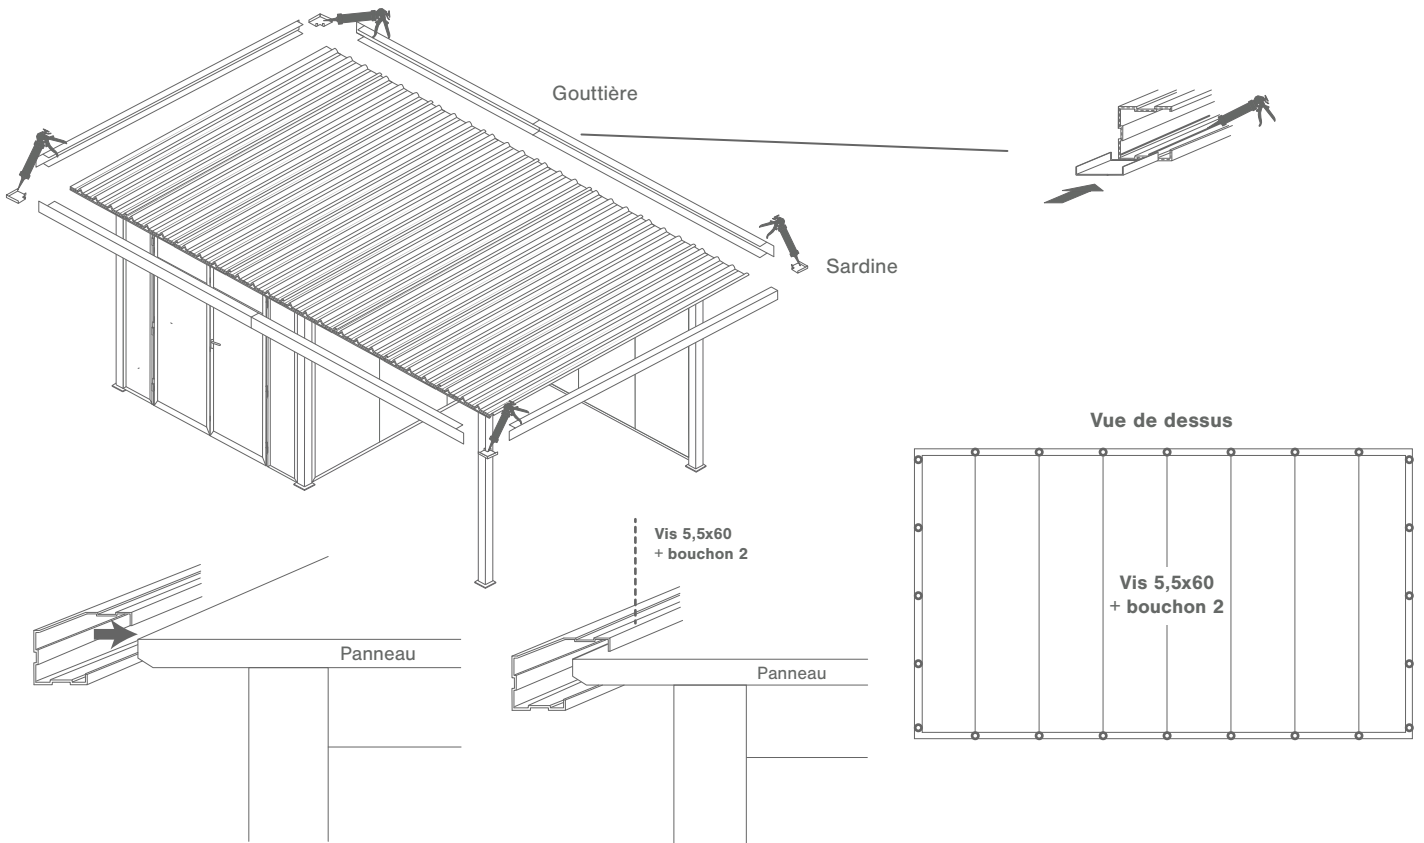 Gouttière
Sardine
Vue de dessus
Vis 5,5x60
+ bouchon 2
Vis 5,5x60
+ bouchon 2
Panneau
Panneau